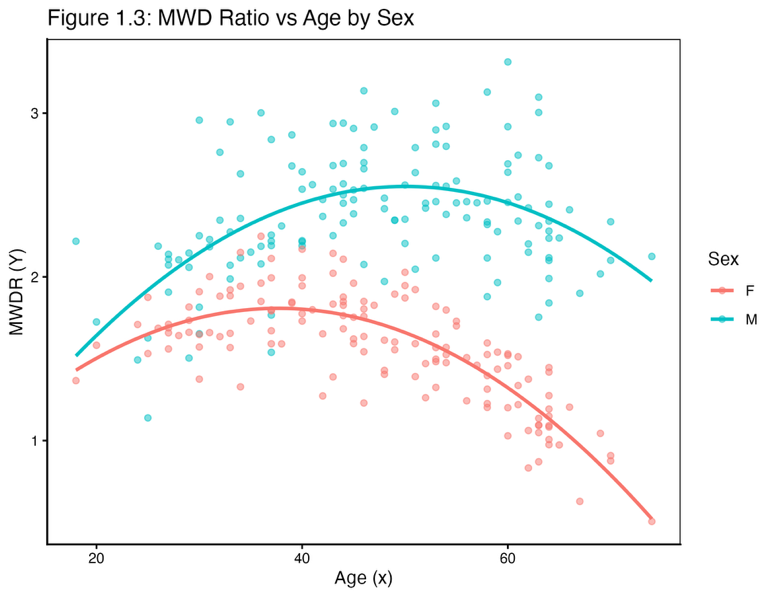 Figure 1.3: MWD Ratio vs Age by Sex
MWDR (Y)
3
2
1
20 40 60
Age (x)
Sex
F
M